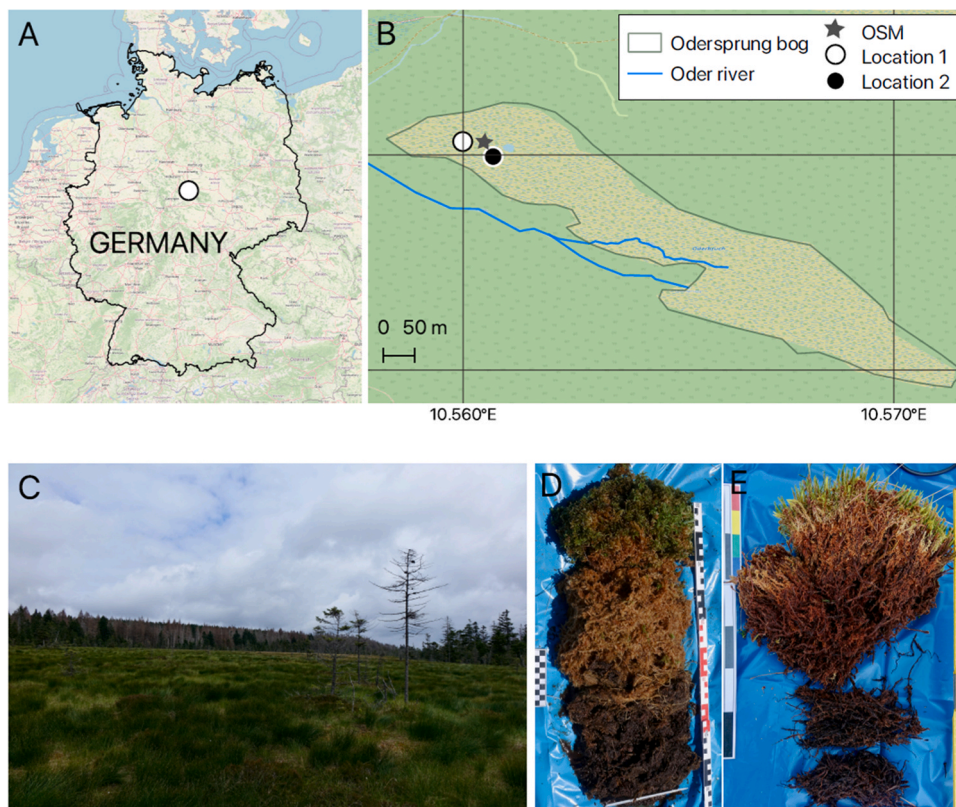 A
GERMANY
B
Odersprung bog
Oder river
OSM
Location 1
Location 2
0 50 m
10.560°E
10.570°E
C
D
E